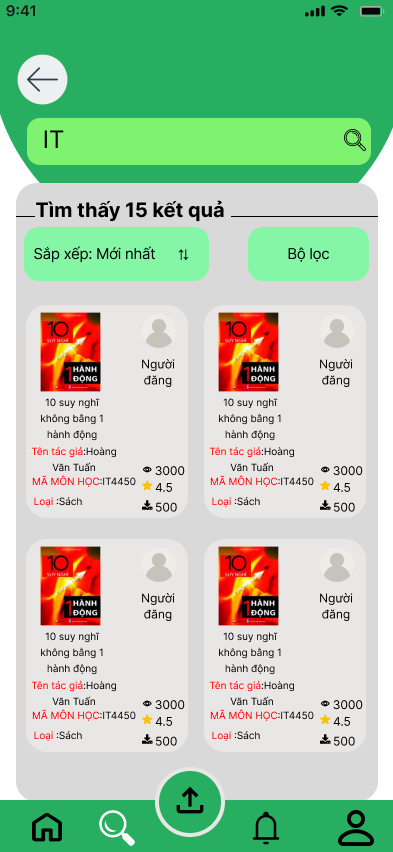 9:41
IT
Tìm thấy 15 kết quả
Sắp xếp: Mới nhất
Bộ lọc
10
SUY NGHĨ
1 HÀNH
ĐỘNG
Người
đăng
10 suy nghĩ
không bằng 1
hành động
Tên tác giả:Hoàng
Văn Tuấn
MÃ MÔN HỌC:IT4450
Loại :Sách
3000
4.5
500
10
SUY NGHĨ
1 HÀNH
ĐỘNG
Người
đăng
10 suy nghĩ
không bằng 1
hành động
Tên tác giả:Hoàng
Văn Tuấn
MÃ MÔN HỌC:IT4450
Loại :Sách
3000
4.5
500
10
SUY NGHĨ
1 HÀNH
ĐỘNG
Người
đăng
10 suy nghĩ
không bằng 1
hành động
Tên tác giả:Hoàng
Văn Tuấn
MÃ MÔN HỌC:IT4450
Loại :Sách
3000
4.5
500
10
SUY NGHĨ
1 HÀNH
ĐỘNG
Người
đăng
10 suy nghĩ
không bằng 1
hành động
Tên tác giả:Hoàng
Văn Tuấn
MÃ MÔN HỌC:IT4450
Loại :Sách
3000
4.5
500